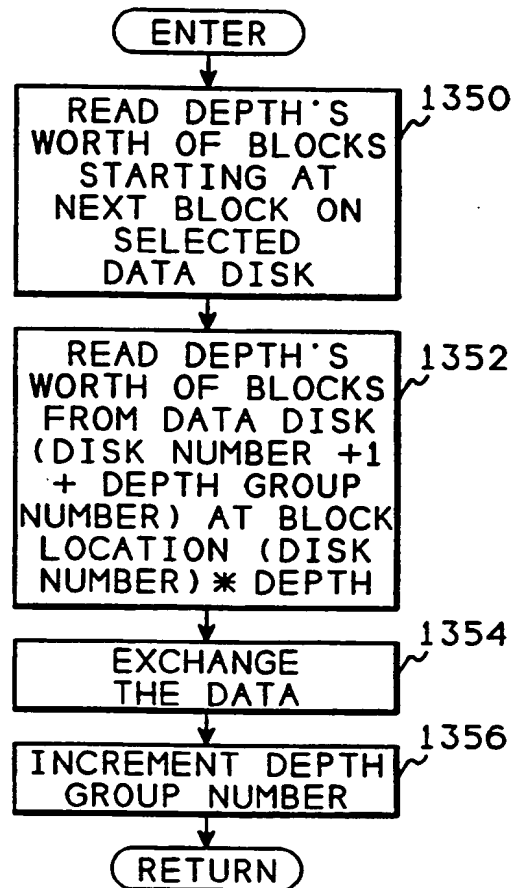 ENTER
READ DEPTH'S
WORTH OF BLOCKS
STARTING AT
NEXT BLOCK ON
SELECTED
DATA DISK
1350
READ DEPTH'S
WORTH OF BLOCKS
FROM DATA DISK
(DISK NUMBER +1
+ DEPTH GROUP
NUMBER) AT BLOCK
LOCATION (DISK
NUMBER) * DEPTH
1352
EXCHANGE
THE DATA
1354
INCREMENT DEPTH
GROUP NUMBER
1356
RETURN